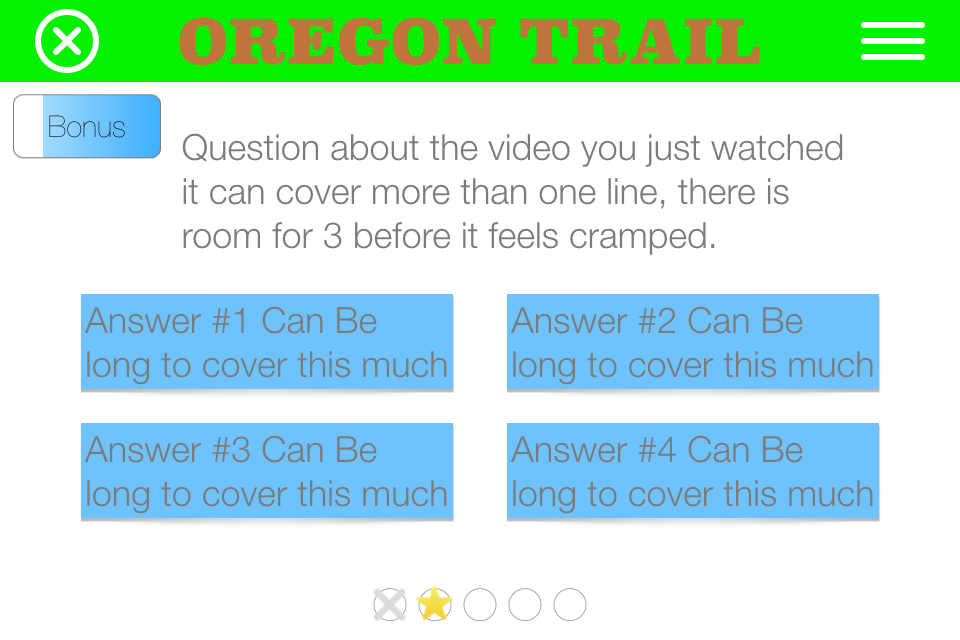 OREGON TRAIL
Bonus
Question about the video you just watched
it can cover more than one line, there is
room for 3 before it feels cramped.
Answer #1 Can Be
long to cover this much
Answer #2 Can Be
long to cover this much
Answer #3 Can Be
long to cover this much
Answer #4 Can Be
long to cover this much